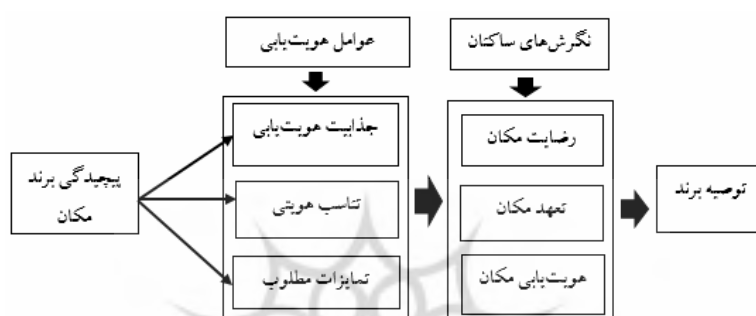 عوامل هویت‌یابی
نگرش‌های ساکنان
جذابیت هویت‌یابی
رضایت مکان
پیچیدگی برند
مکان
تناسب هویتی
تعهد مکان
توصیه برند
تمایزات مطلوب
هویت‌یابی مکان